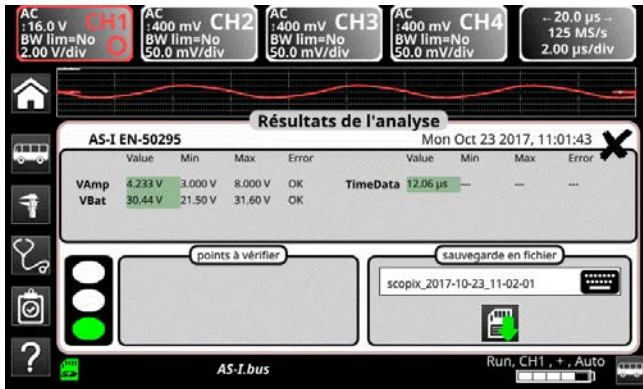 AC
↕16.0 V CH1
BW lim=No
2.00 V/div
AC
↕400 mV CH2
BW lim=No
50.0 mV/div
AC
↕400 mV CH3
BW lim=No
50.0 mV/div
AC
↕400 mV CH4
BW lim=No
50.0 mV/div
←20.0 µs→
125 MS/s
2.00 µs/div
Résultats de l'analyse
AS-I EN-50295 Mon Oct 23 2017, 11:01:43
Value Min Max Error Value Min Max Error
VAmp 4.233 V 3.000 V 8.000 V OK TimeData 12.06 µs --- --- ---
VBat 30.44 V 21.50 V 31.60 V OK
points à vérifier
sauvegarde en fichier
scopix_2017-10-23_11-02-01
?
AS-I.bus
Run, CH1 , + , Auto